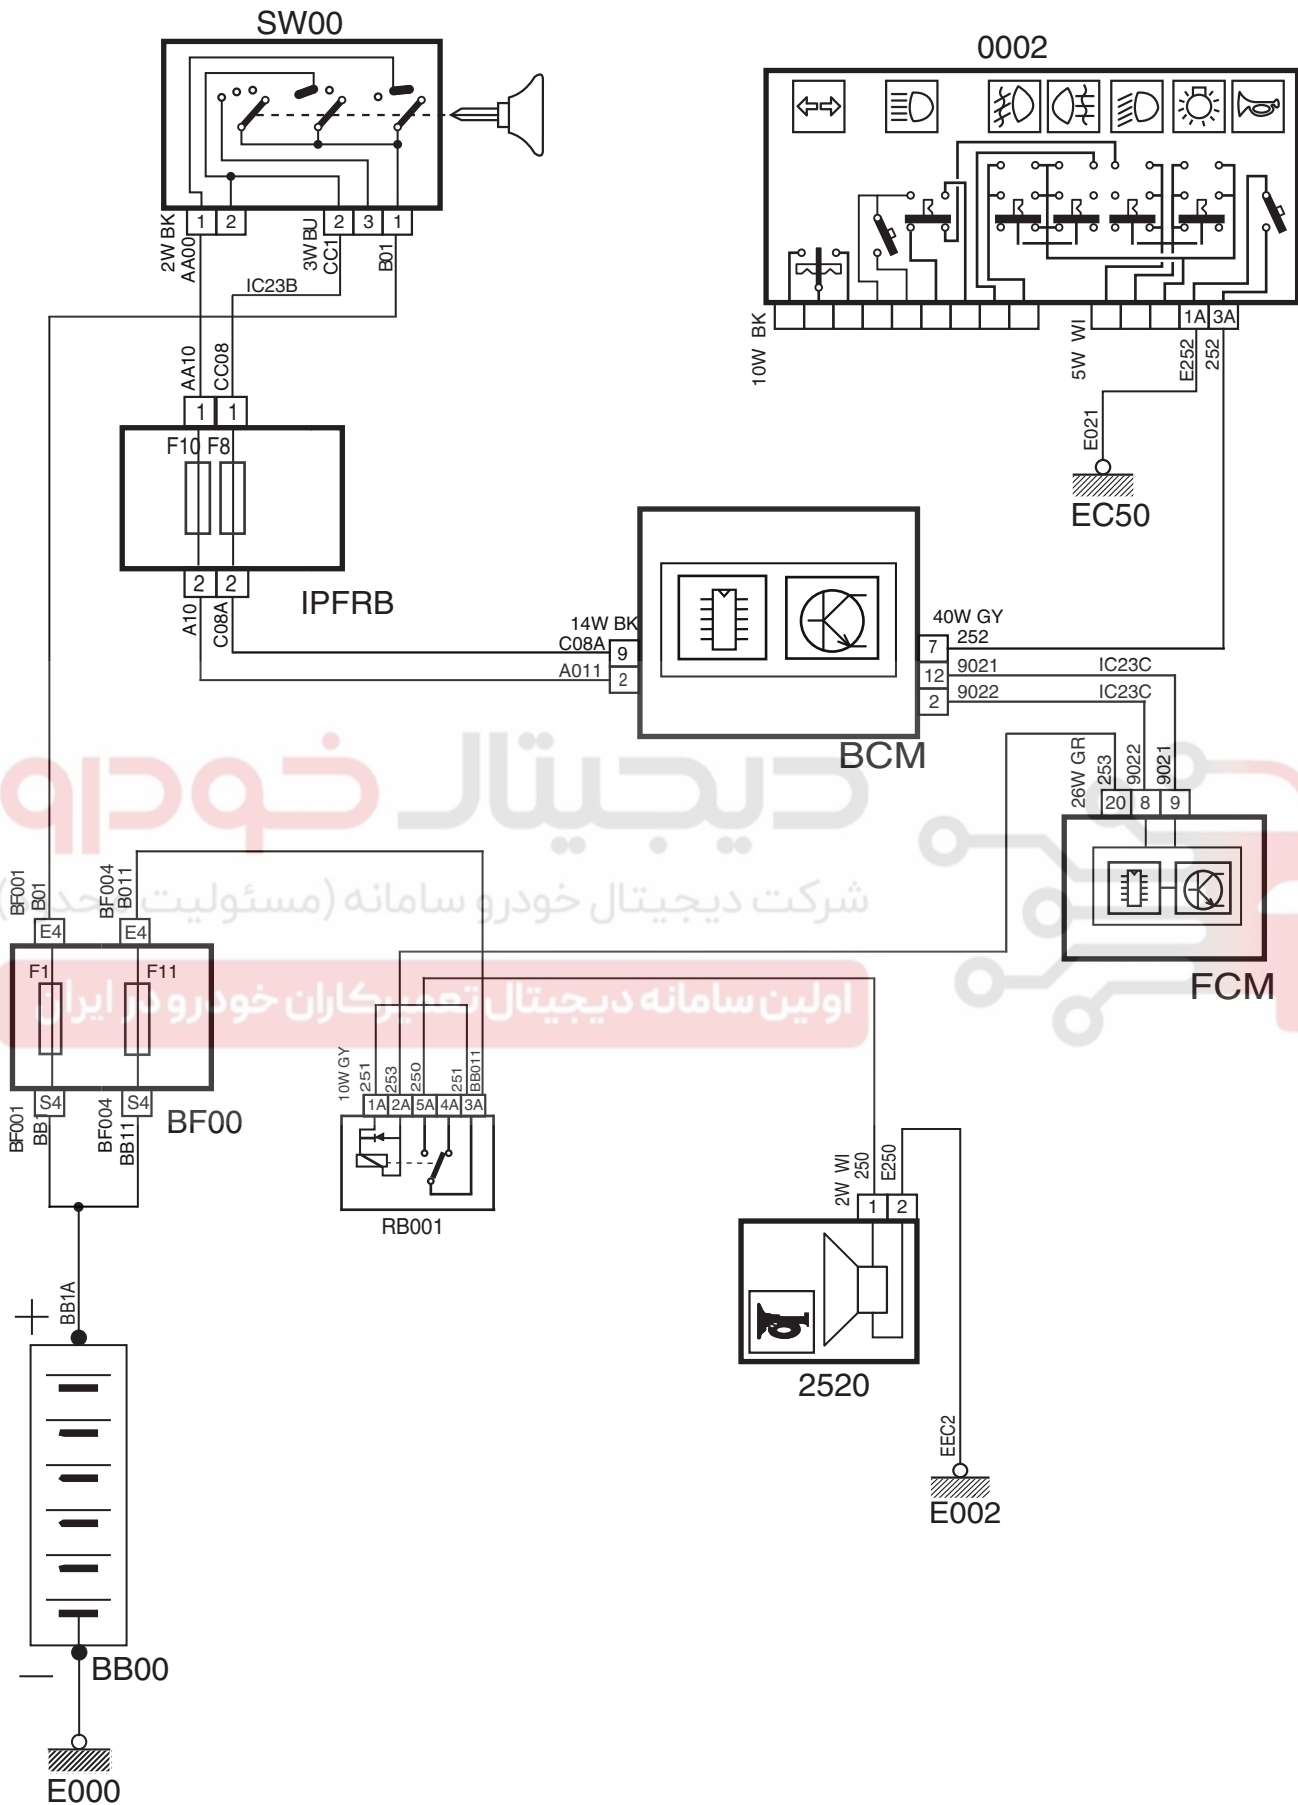 SW00
0002
1
2
2
3
1
2W BK
AA00
3W BU
CC1
B01
IC23B
10W BK
5W WI
1A
3A
E252
252
E021
EC50
AA10
CC08
1
1
F10
F8
2
2
IPFRB
A10
C08A
14W BK
C08A
9
A011
2
40W GY
7
252
12
9021
IC23C
2
9022
IC23C
BCM
26W GR
253
9022
9021
20
8
9
FCM
دیجیتال خودرو
شرکت دیجیتال خودرو سامانه (مسئولیت محدود)
اولین سامانه دیجیتال تعمیرکاران خودرو در ایران
BF001
B01
BF004
B011
E4
E4
F1
F11
S4
S4
BF00
BF001
BB1
BF004
BB11
10W GY
251
253
250
251
BB011
1A
2A
5A
4A
3A
RB001
2W WI
250
E250
1
2
2520
BB1A
+
EEC2
E002
BB00
—
E000